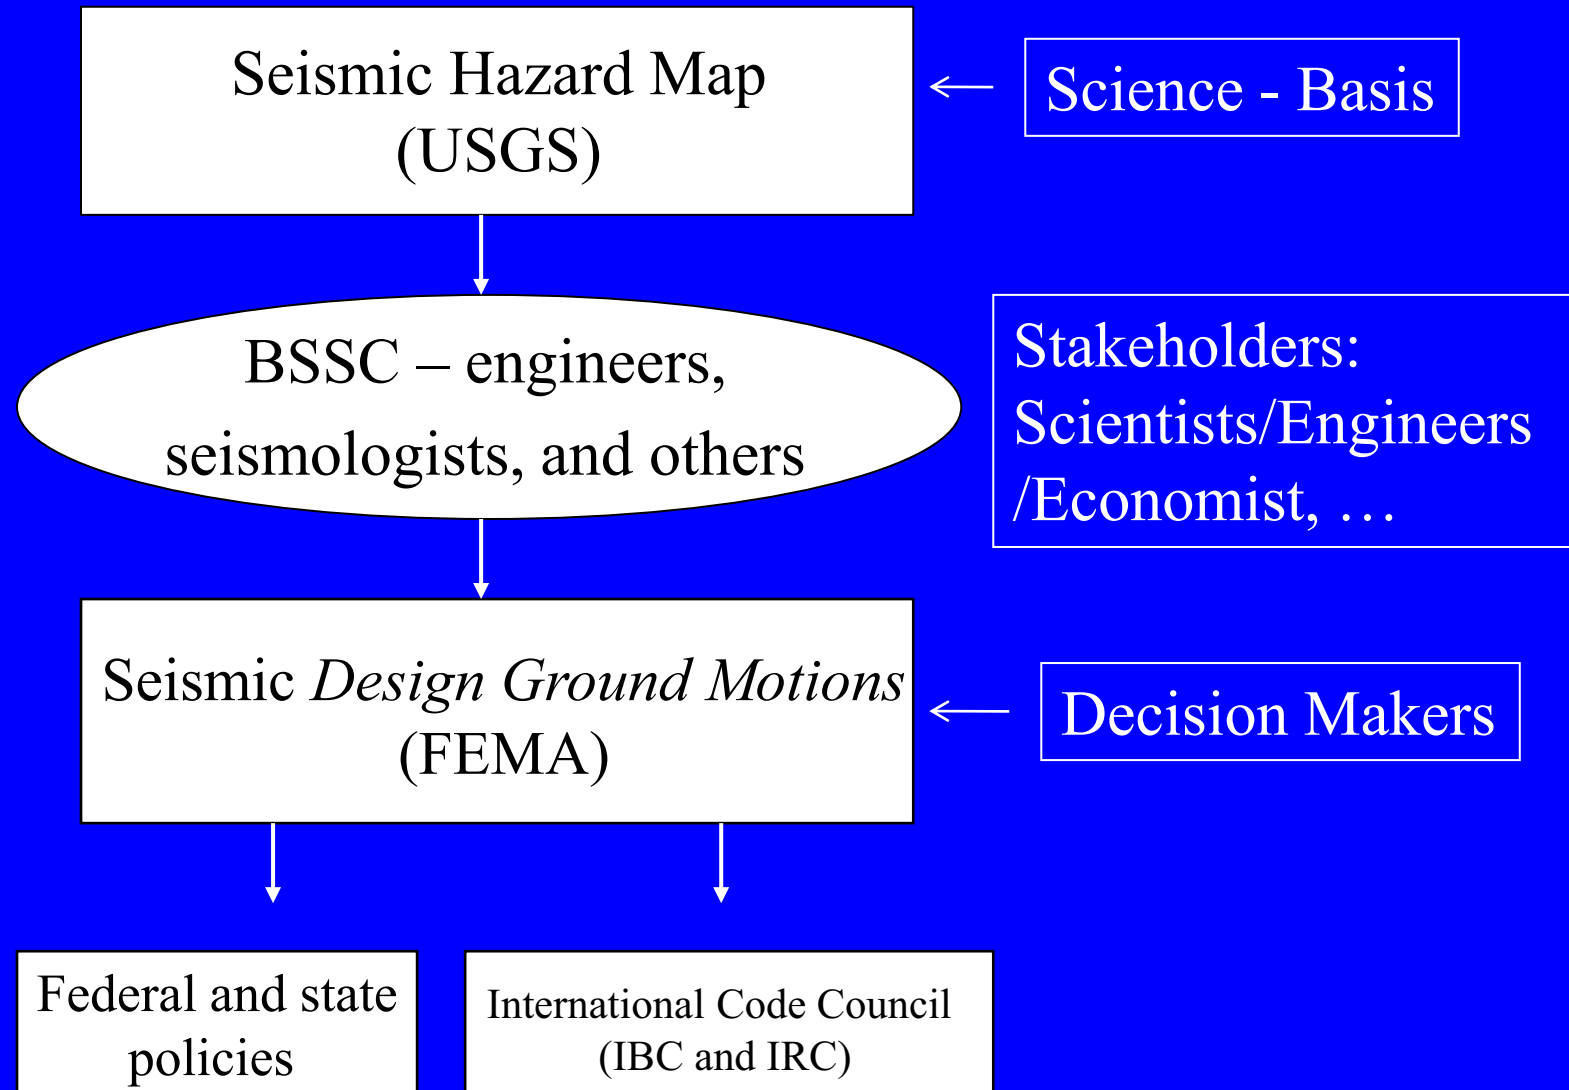 Seismic Hazard Map
(USGS)
Science - Basis
BSSC – engineers,
seismologists, and others
Stakeholders:
Scientists/Engineers
/Economist, …
Seismic Design Ground Motions
(FEMA)
Decision Makers
Federal and state
policies
International Code Council
(IBC and IRC)